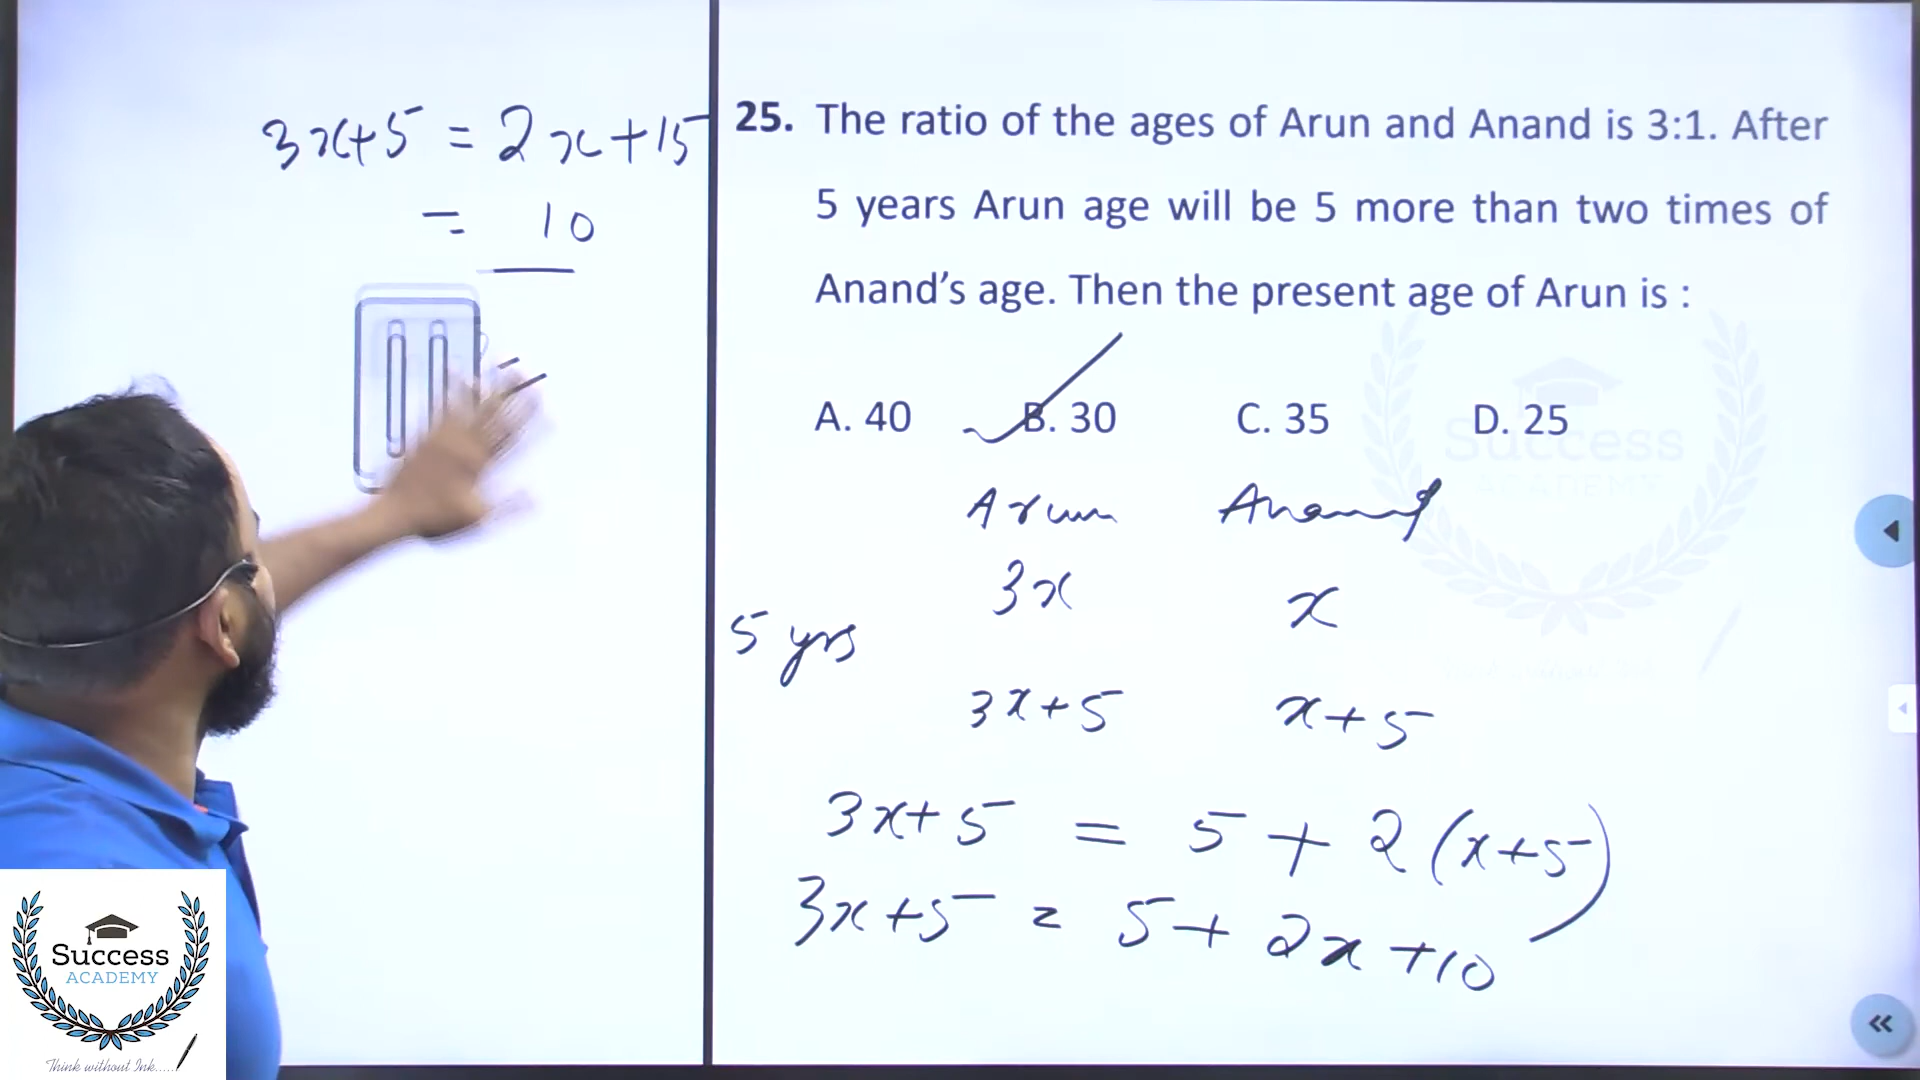 3x+5 = 2x+15
= 10
25. The ratio of the ages of Arun and Anand is 3:1. After
5 years Arun age will be 5 more than two times of
Anand’s age. Then the present age of Arun is :
A. 40 B. 30 C. 35 D. 25
Success
ACADEMY
Arun Anand
3x x
5 yrs
3x+5 x+5
3x+5 = 5+2(x+5)
3x+5 = 5+2x+10
Success
ACADEMY
Think without Ink.....